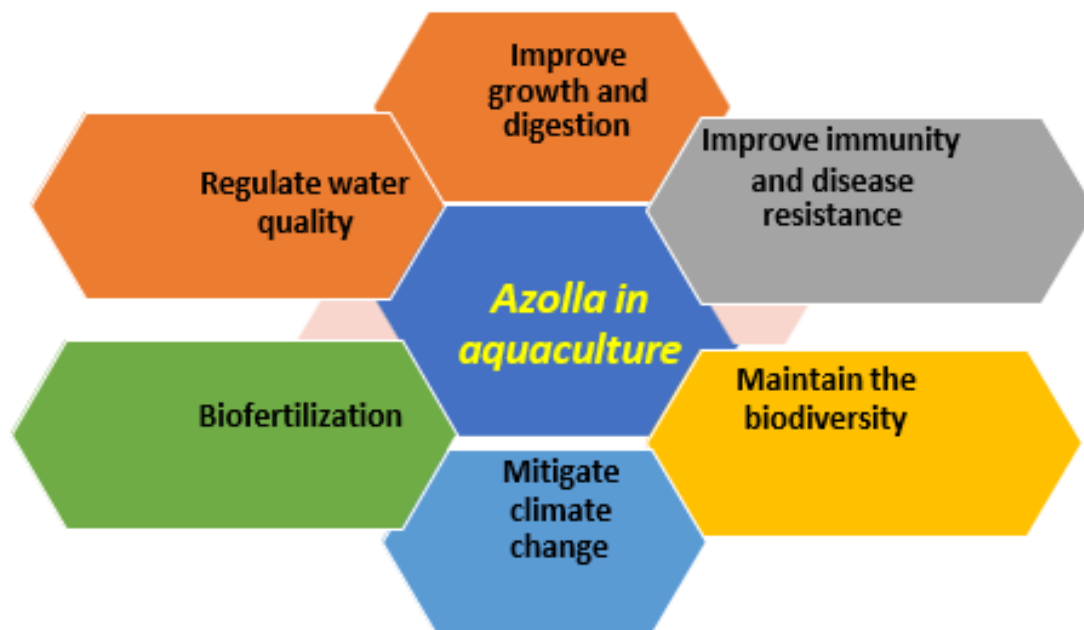 Improve
growth and
digestion
Improve immunity
and disease
resistance
Regulate water
quality
Azolla in
aquaculture
Maintain the
biodiversity
Biofertilization
Mitigate
climate
change